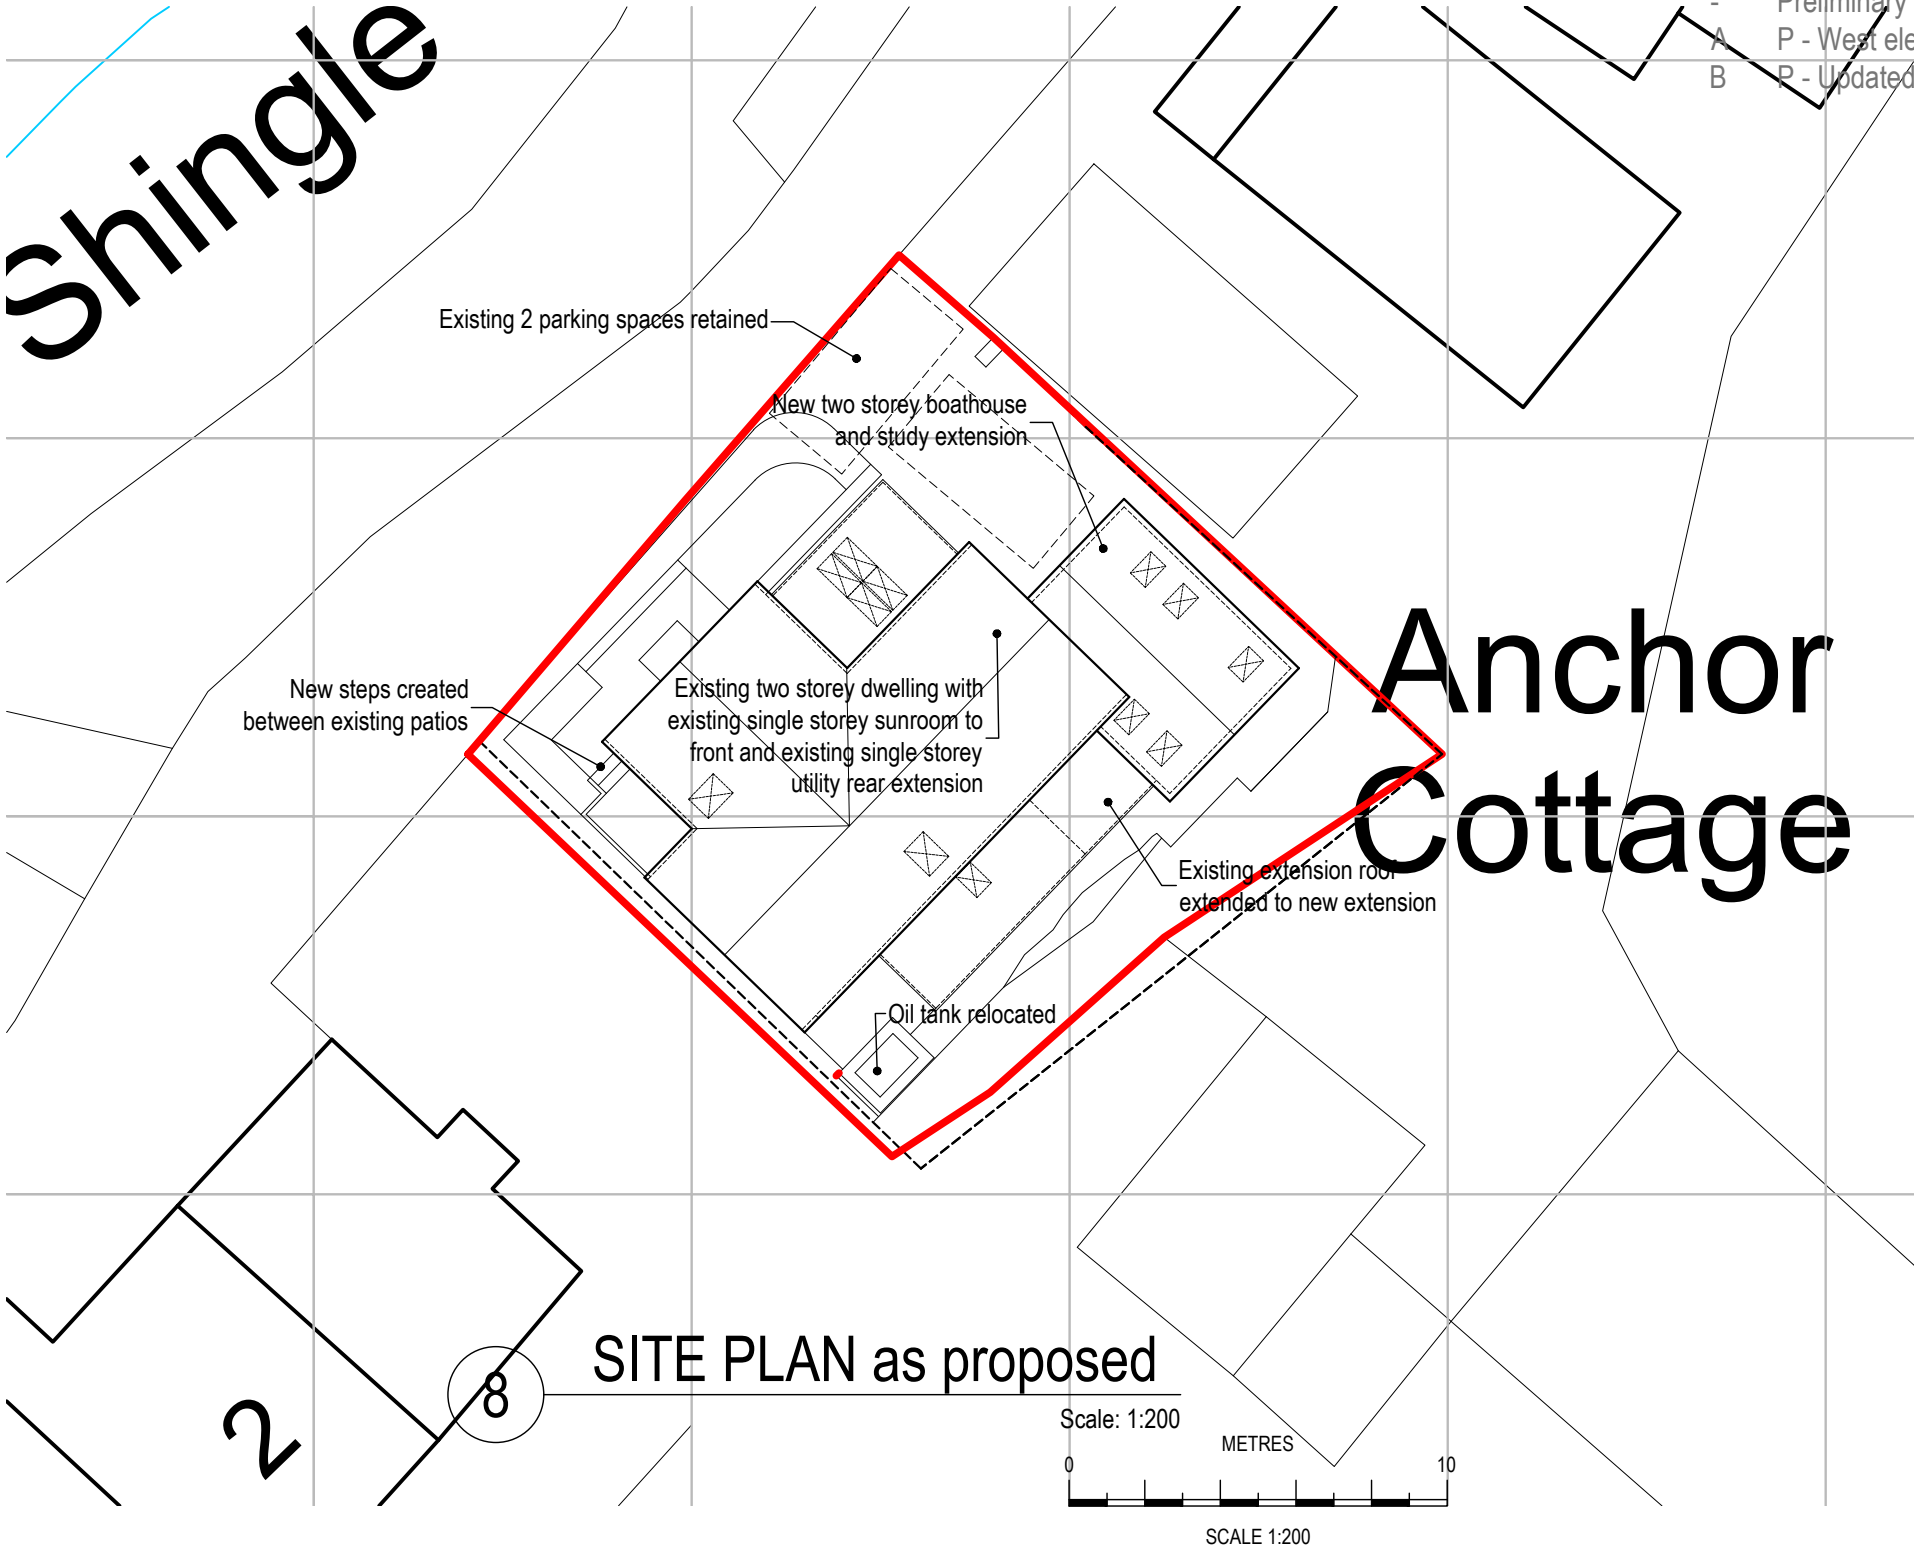 - Preliminary
A P - West ele
B P - Updated
Shingle
Existing 2 parking spaces retained
New two storey boathouse
and study extension
Anchor
Cottage
New steps created
between existing patios
Existing two storey dwelling with
existing single storey sunroom to
front and existing single storey
utility rear extension
Existing extension roof
extended to new extension
Oil tank relocated
8 SITE PLAN as proposed
Scale: 1:200
2
METRES
0 10
SCALE 1:200